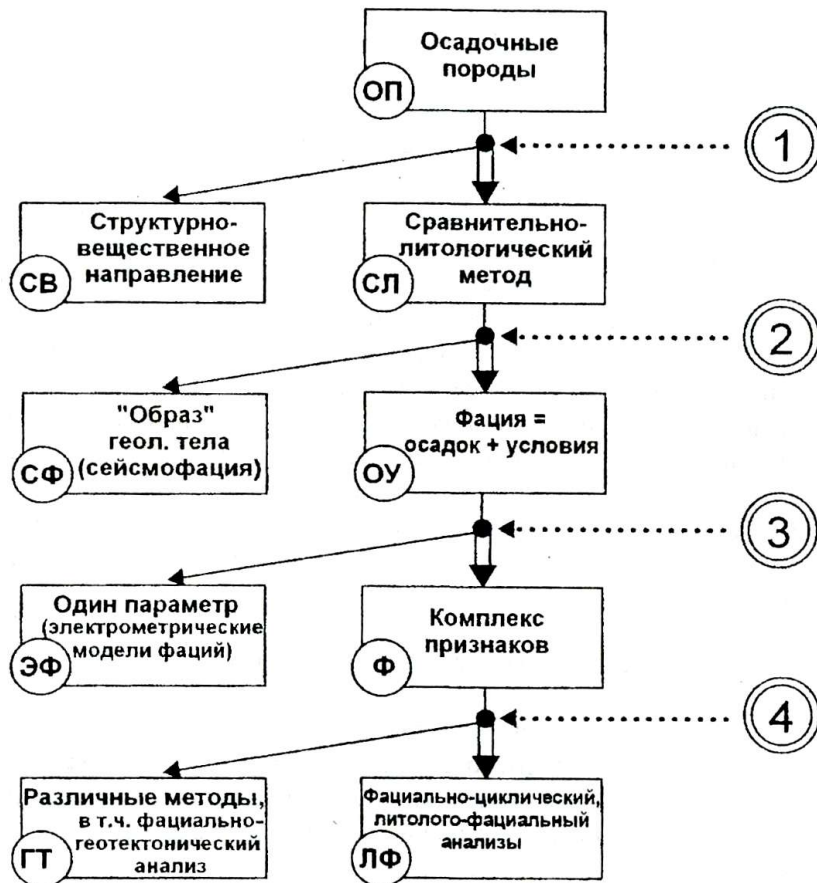 Осадочные
породы
ОП
1
Структурно-
вещественное
направление
СВ
Сравнительно-
литологический
метод
СЛ
2
"Образ"
геол. тела
(сейсмофация)
СФ
Фация =
осадок + условия
ОУ
3
Один параметр
(электрометрические
модели фаций)
ЭФ
Комплекс
признаков
Ф
4
Различные методы,
в т.ч. фациально-
геотектонический
анализ
ГТ
Фациально-циклический,
литолого-фациальный
анализы
ЛФ